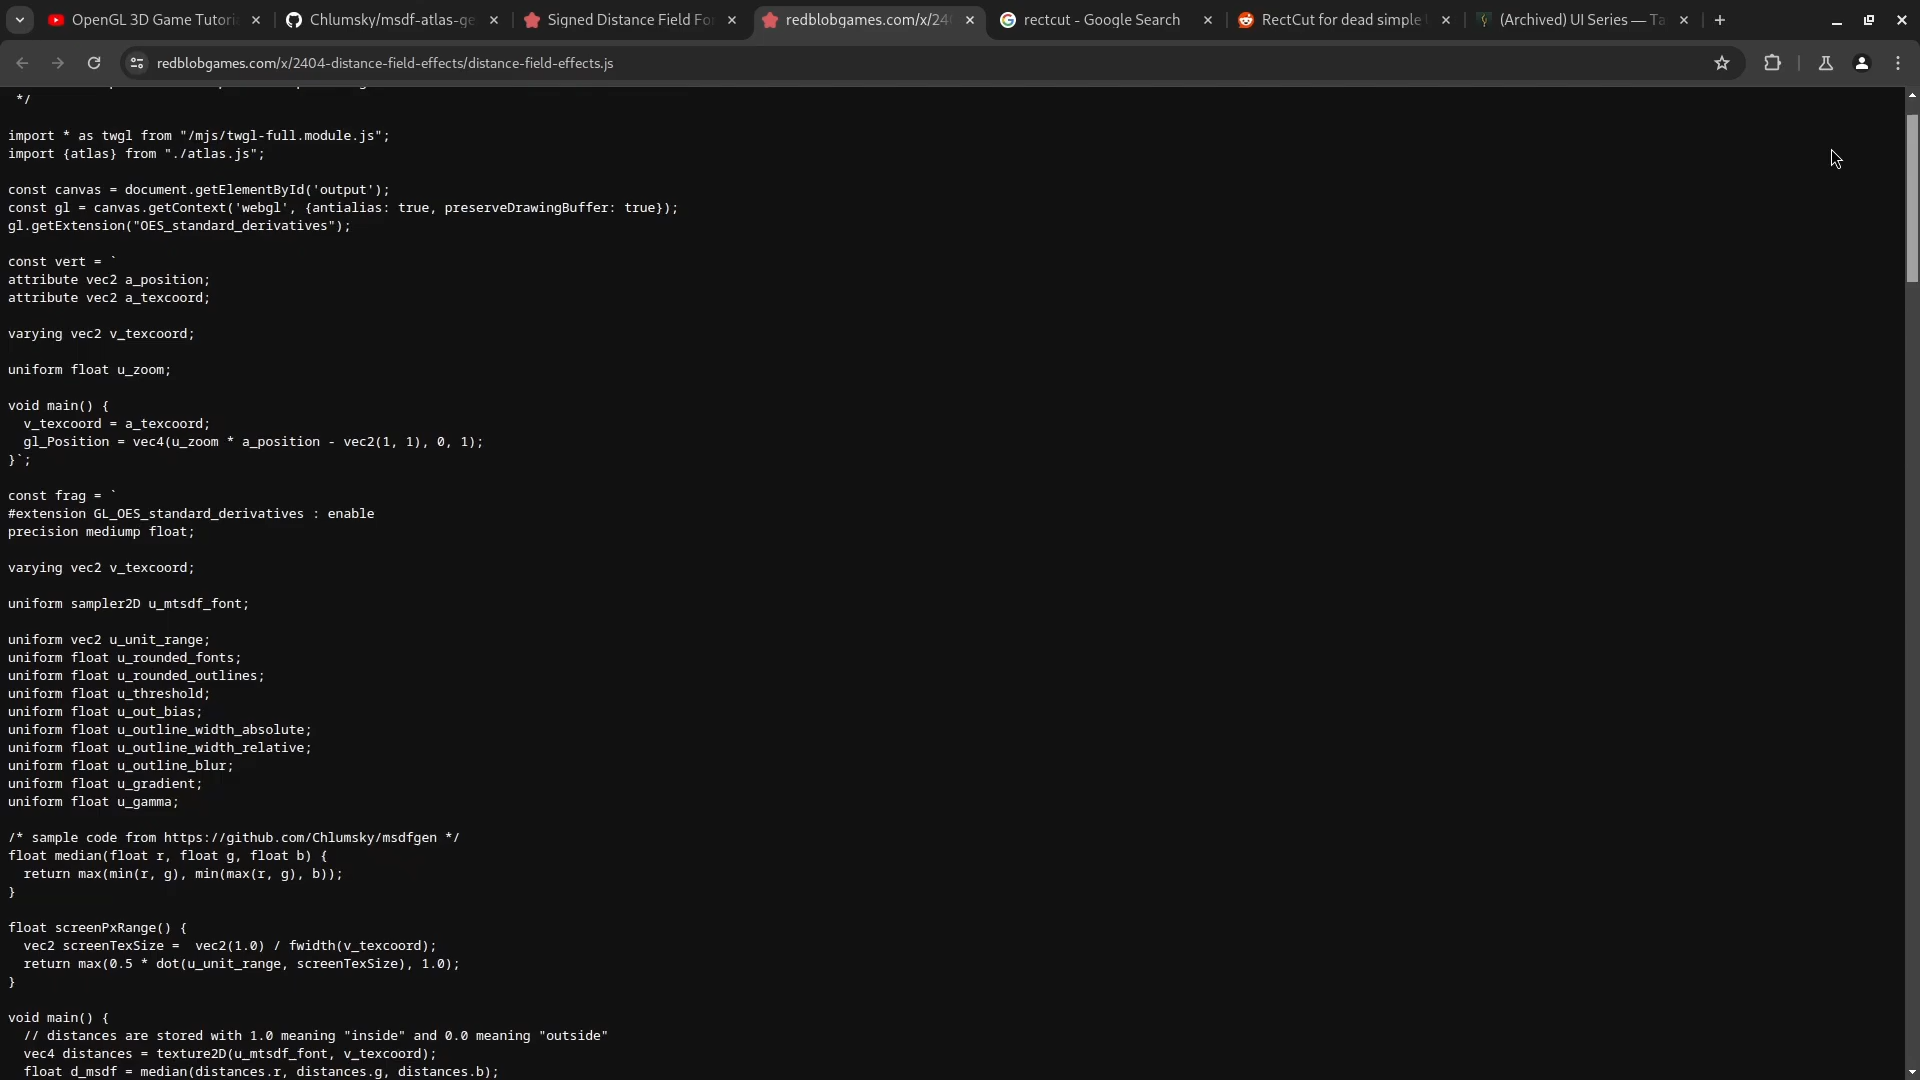 OpenGL 3D Game Tutori
Chlumsky/msdf-atlas-ge
Signed Distance Field Fo
redblobgames.com/x/24
rectcut - Google Search
RectCut for dead simple
(Archived) UI Series — Ta
redblobgames.com/x/2404-distance-field-effects/distance-field-effects.js
*/
import * as twgl from "/mjs/twgl-full.module.js";
import {atlas} from "./atlas.js";
const canvas = document.getElementById('output');
const gl = canvas.getContext('webgl', {antialias: true, preserveDrawingBuffer: true});
gl.getExtension("OES_standard_derivatives");
const vert = `
attribute vec2 a_position;
attribute vec2 a_texcoord;
varying vec2 v_texcoord;
uniform float u_zoom;
void main() {
  v_texcoord = a_texcoord;
  gl_Position = vec4(u_zoom * a_position - vec2(1, 1), 0, 1);
}`;
const frag = `
#extension GL_OES_standard_derivatives : enable
precision mediump float;
varying vec2 v_texcoord;
uniform sampler2D u_mtsdf_font;
uniform vec2 u_unit_range;
uniform float u_rounded_fonts;
uniform float u_rounded_outlines;
uniform float u_threshold;
uniform float u_out_bias;
uniform float u_outline_width_absolute;
uniform float u_outline_width_relative;
uniform float u_outline_blur;
uniform float u_gradient;
uniform float u_gamma;
/* sample code from https://github.com/Chlumsky/msdfgen */
float median(float r, float g, float b) {
  return max(min(r, g), min(max(r, g), b));
}
float screenPxRange() {
  vec2 screenTexSize =  vec2(1.0) / fwidth(v_texcoord);
  return max(0.5 * dot(u_unit_range, screenTexSize), 1.0);
}
void main() {
  // distances are stored with 1.0 meaning "inside" and 0.0 meaning "outside"
  vec4 distances = texture2D(u_mtsdf_font, v_texcoord);
  float d_msdf = median(distances.r, distances.g, distances.b);